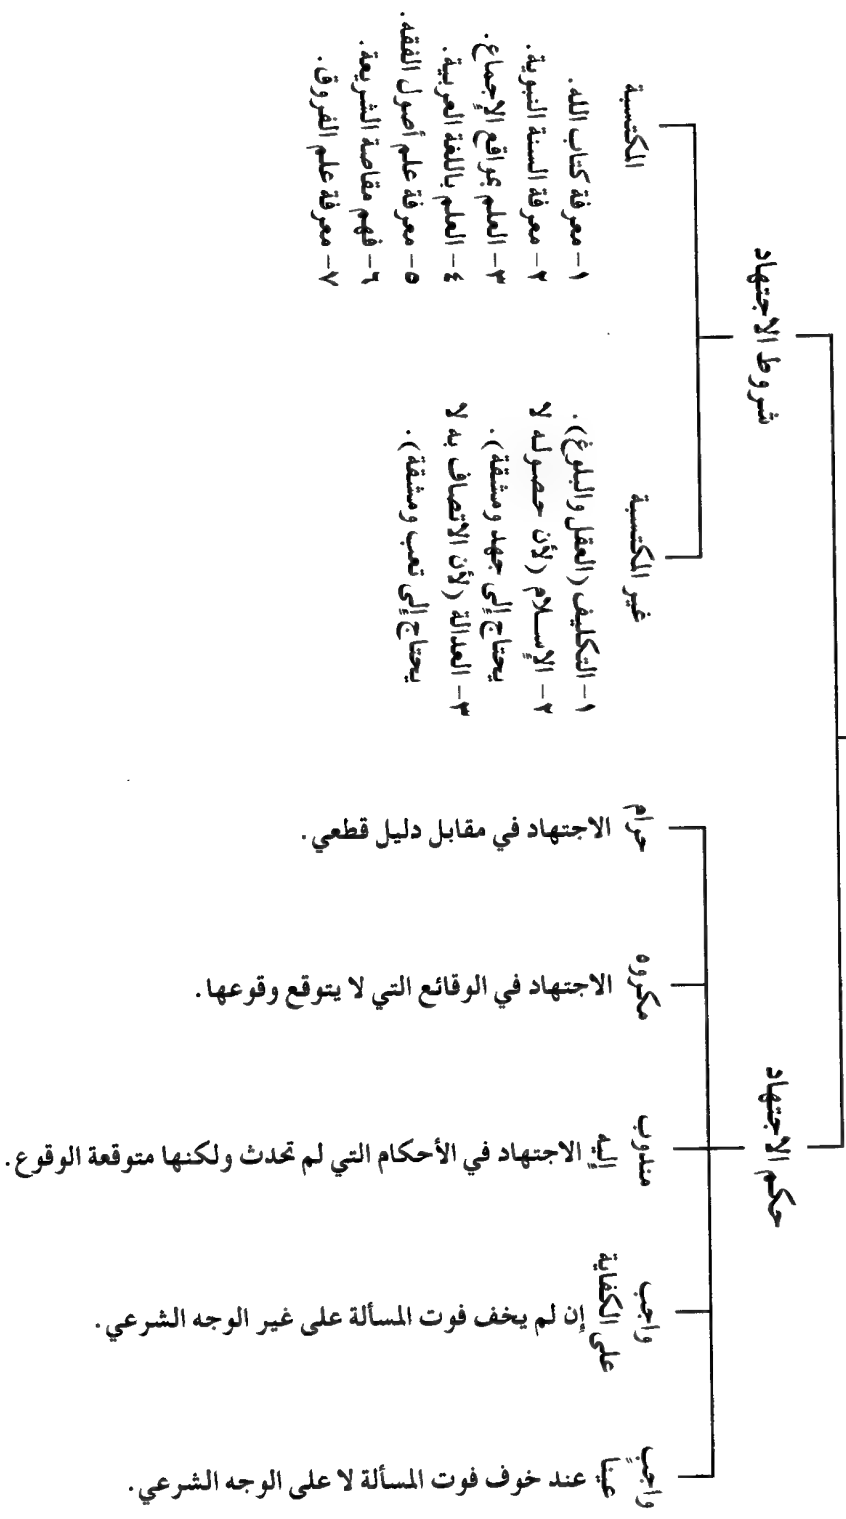 شروط الاجتهاد
المكتسبة
١- معرفة كتاب الله.
٢- معرفة السنة النبوية.
٣- العلم بمواقع الإجماع.
٤- العلم باللغة العربية.
٥- معرفة علم أصول الفقه.
٦- فهم مقاصة الشريعة.
٧- معرفة علم الفروق.
غير المكتسبة
١- التكليف (العقل والبلوغ).
٢- الإسلام (لأن حصوله لا
يحتاج إلى جهد ومشقة).
٣- العدالة (لأن الاتصاف به لا
يحتاج إلى تعب ومشقة).
حكم الاجتهاد
حرام
الاجتهاد في مقابل دليل قطعي.
مكروه
الاجتهاد في الوقائع التي لا يتوقع وقوعها.
مندوب
إليه
الاجتهاد في الأحكام التي لم تحدث ولكنها متوقعة الوقوع.
واجب
على الكفاية
إن لم يخف فوت المسألة على غير الوجه الشرعي.
واجب
عيناً
عند خوف فوت المسألة لا على الوجه الشرعي.